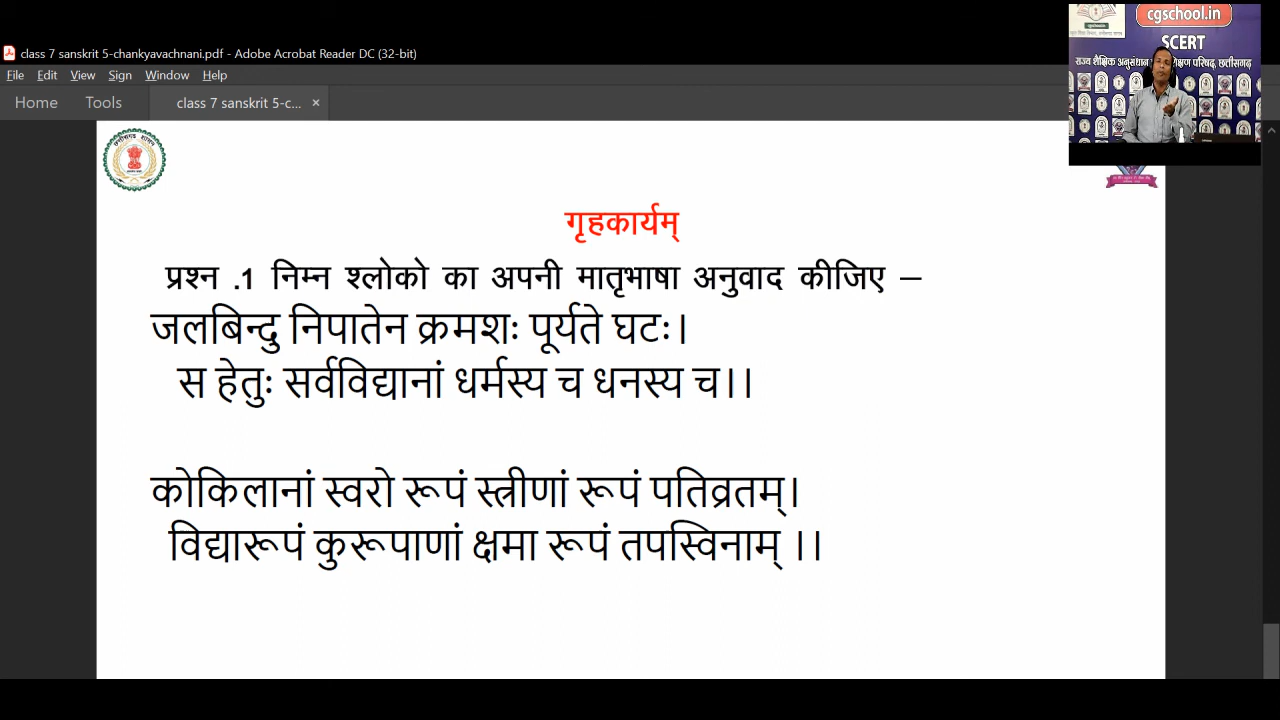 cgschool.in
SCERT
class 7 sanskrit 5-chankyavachnani.pdf - Adobe Acrobat Reader DC (32-bit)
File Edit View Sign Window Help
Home Tools class 7 sanskrit 5-c... ×
गृहकार्यम्
प्रश्न .1 निम्न श्लोको का अपनी मातृभाषा अनुवाद कीजिए –
जलबिन्दु निपातेन क्रमशः पूर्यते घटः।
स हेतुः सर्वविद्यानां धर्मस्य च धनस्य च।।
कोकिलानां स्वरो रूपं स्त्रीणां रूपं पतिव्रतम्।
विद्यारूपं कुरूपाणां क्षमा रूपं तपस्विनाम् ।।